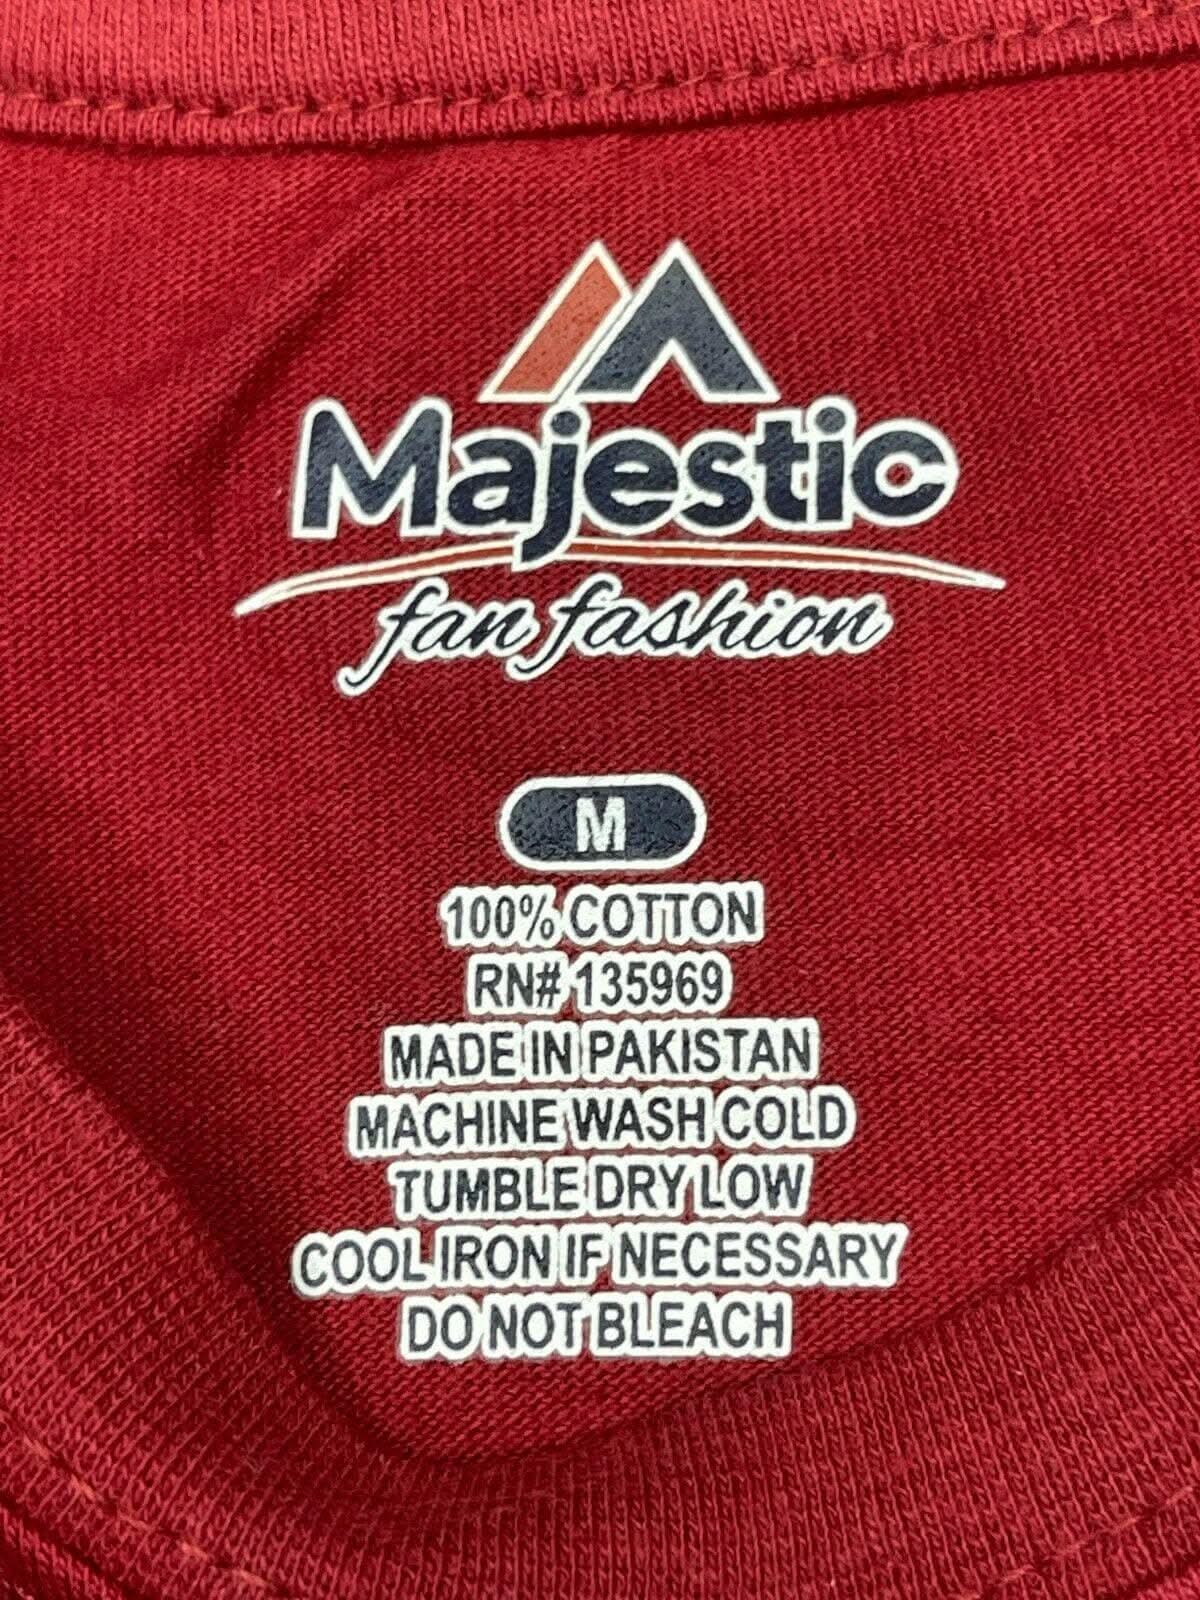 Majestic
fan fashion
M
100% COTTON
RN# 135969
MADE IN PAKISTAN
MACHINE WASH COLD
TUMBLE DRY LOW
COOL IRON IF NECESSARY
DO NOT BLEACH